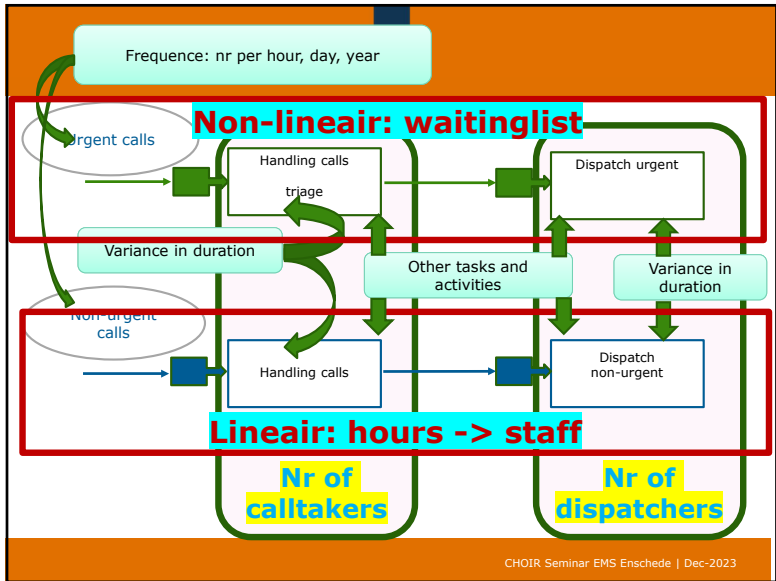 Frequence: nr per hour, day, year
Non-lineair: waitinglist
Urgent calls
Handling calls
triage
Dispatch urgent
Variance in duration
Other tasks and
activities
Variance in
duration
Non-urgent
calls
Handling calls
Dispatch
non-urgent
Lineair: hours -> staff
Nr of
calltakers
Nr of
dispatchers
CHOIR Seminar EMS Enschede | Dec-2023